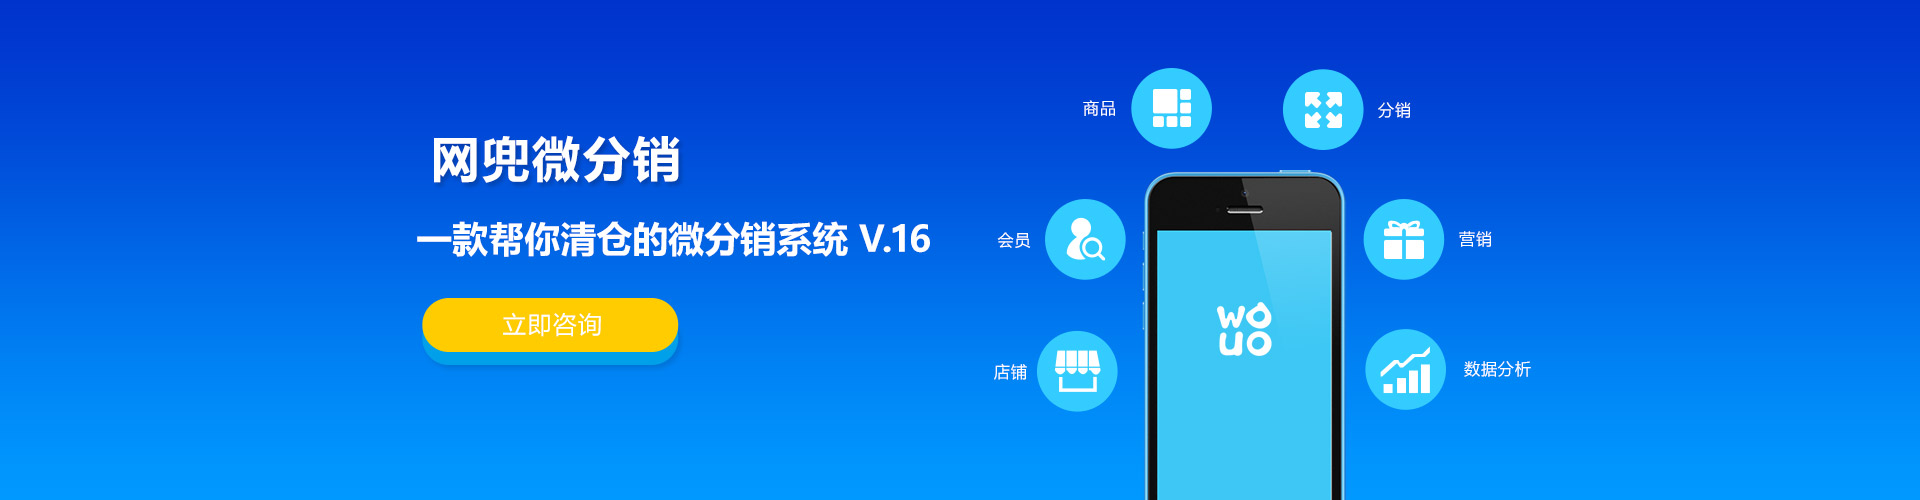 网兜微分销
一款帮你清仓的微分销系统 V.16
立即咨询
商品
分销
会员
营销
店铺
数据分析
wo
uo